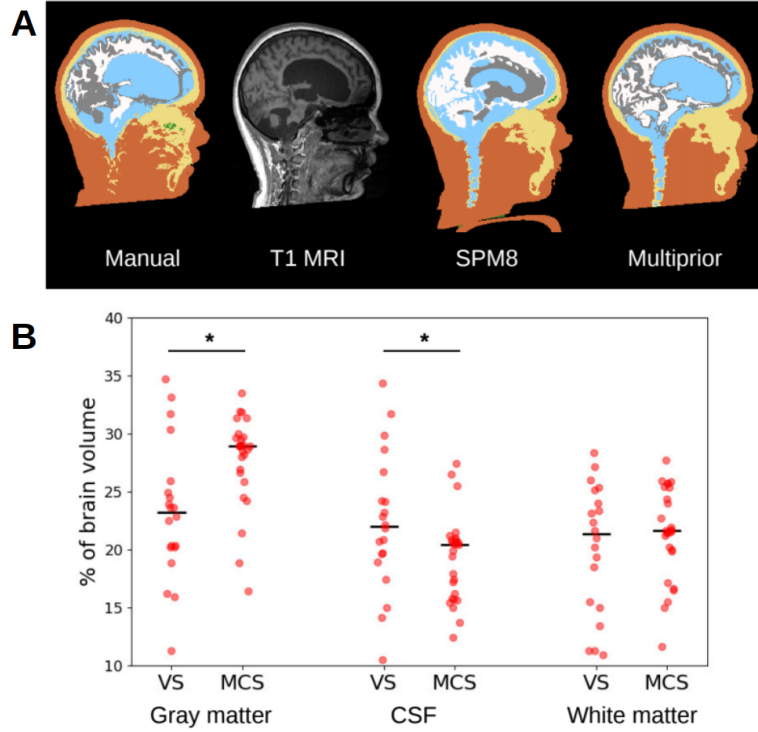 A
Manual T1 MRI SPM8 Multiprior
B
40
35
30
25
20
15
10
% of brain volume
* *
VS MCS VS MCS VS MCS
Gray matter CSF White matter